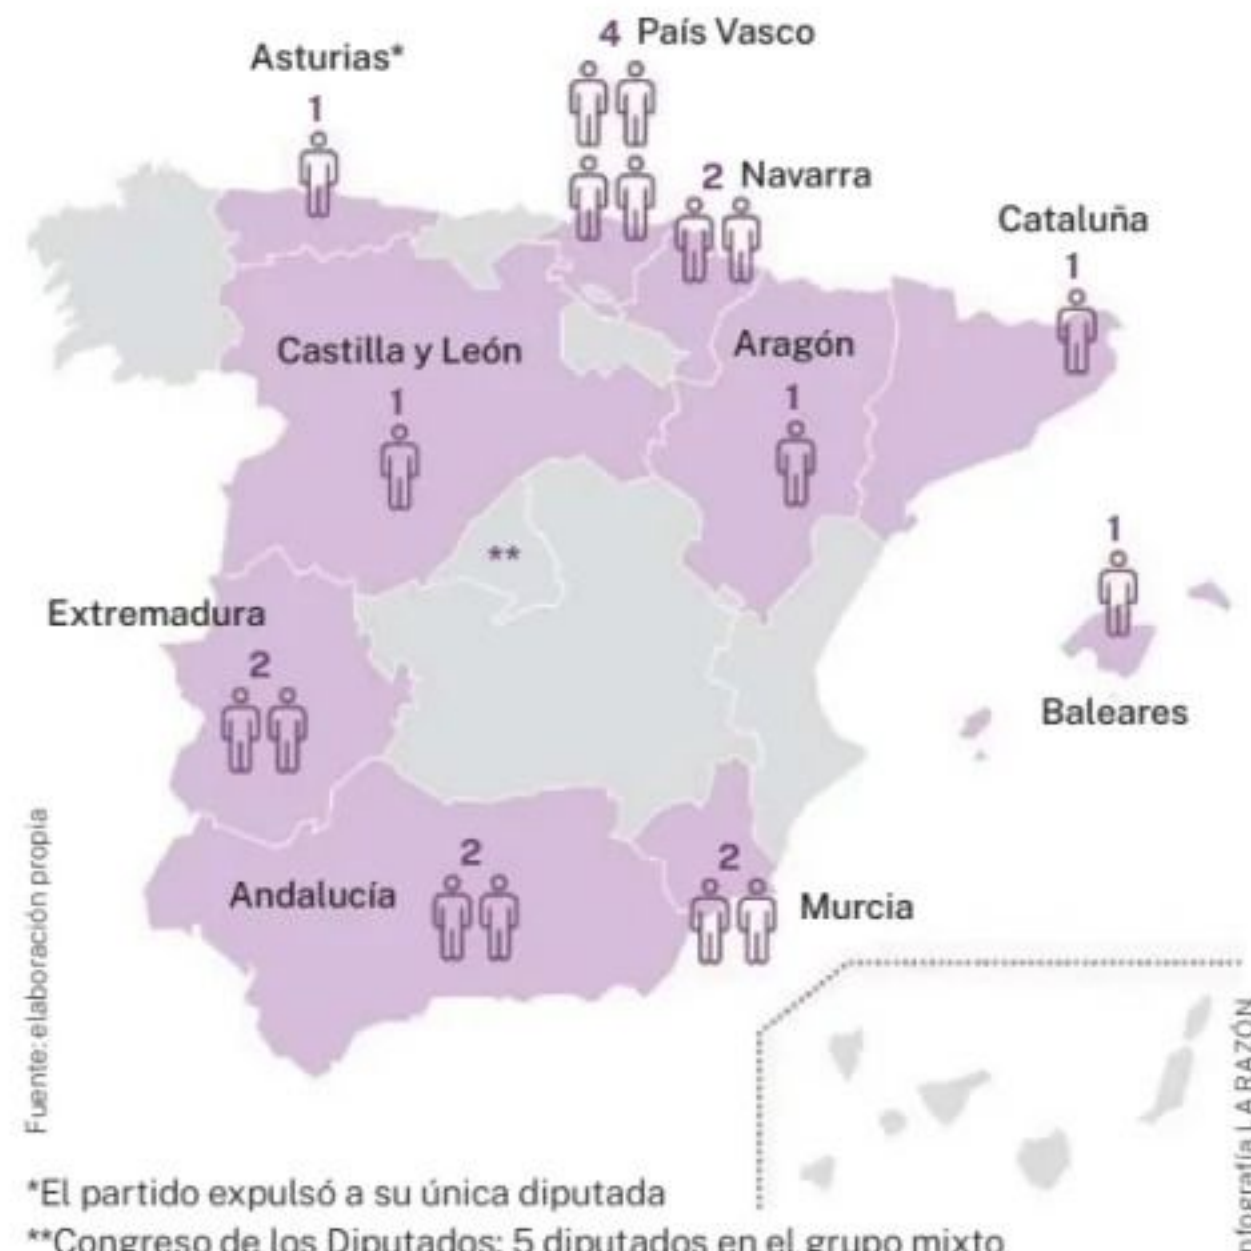 4 País Vasco
Asturias*
1
2 Navarra
Cataluña
1
Castilla y León
1
Aragón
1
**
1
Baleares
Extremadura
2
Andalucía
2
2
Murcia
Fuente: elaboración propia
LA RAZÓN
*El partido expulsó a su única diputada
**Congreso de los Diputados: 5 diputados en el grupo mixto